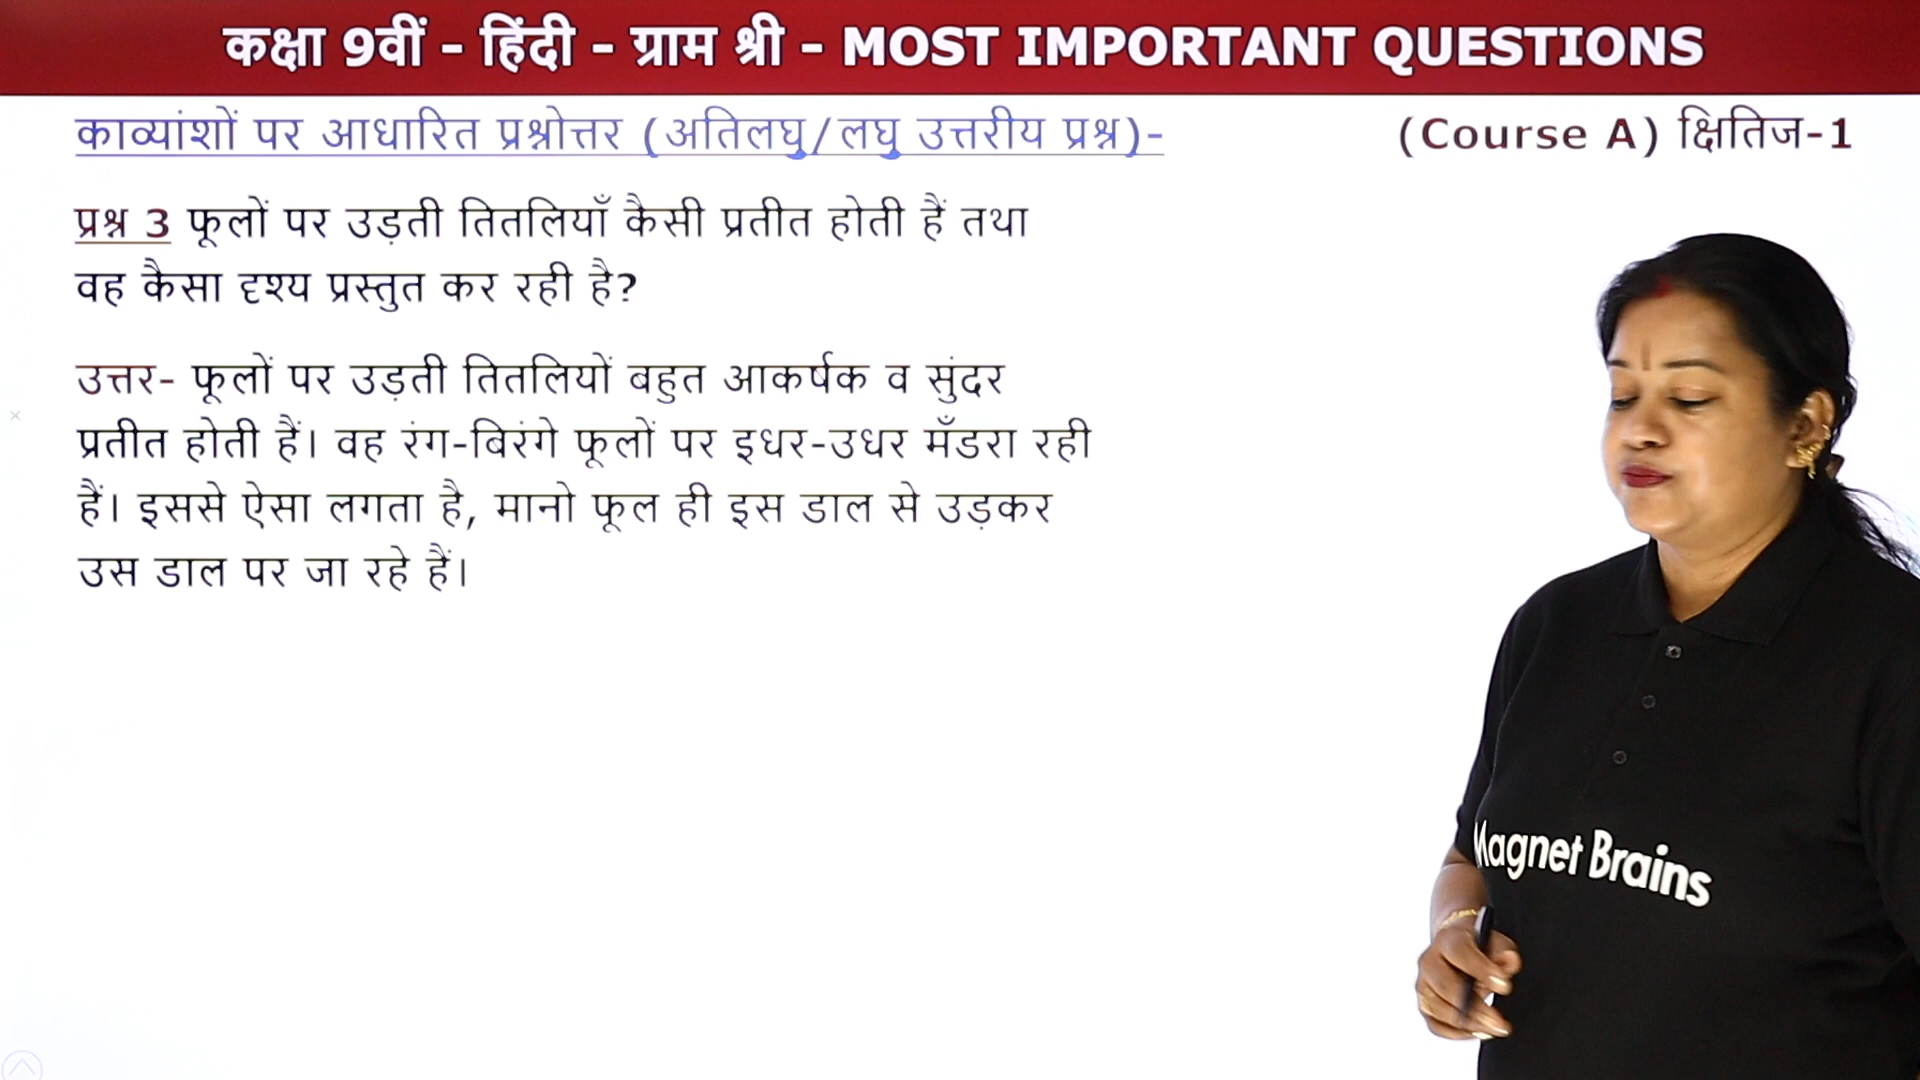 कक्षा 9वीं - हिंदी - ग्राम श्री - MOST IMPORTANT QUESTIONS
काव्यांशों पर आधारित प्रश्नोत्तर (अतिलघु/लघु उत्तरीय प्रश्न)-
(Course A) क्षितिज-1
प्रश्न 3 फूलों पर उड़ती तितलियाँ कैसी प्रतीत होती हैं तथा
वह कैसा दृश्य प्रस्तुत कर रही है?
उत्तर- फूलों पर उड़ती तितलियों बहुत आकर्षक व सुंदर
प्रतीत होती हैं। वह रंग-बिरंगे फूलों पर इधर-उधर मँडरा रही
हैं। इससे ऐसा लगता है, मानो फूल ही इस डाल से उड़कर
उस डाल पर जा रहे हैं।
Magnet Brains